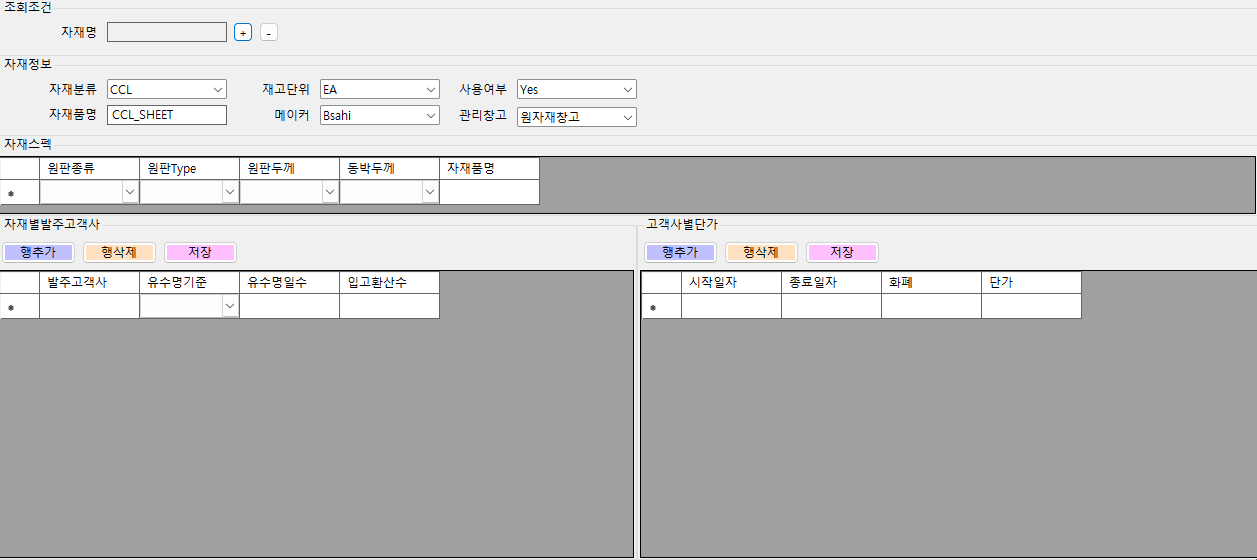 조회조건
자재명 + -
자재정보
자재분류 CCL 재고단위 EA 사용여부 Yes
자재품명 CCL_SHEET 메이커 Bsahi 관리창고 원자재창고
자재스펙
원판종류 원판Type 원판두께 동박두께 자재품명
*
자재별발주고객사 고객사별단가
행추가 행삭제 저장 행추가 행삭제 저장
발주고객사 유수명기준 유수명일수 입고환산수 시작일자 종료일자 화폐 단가
* *